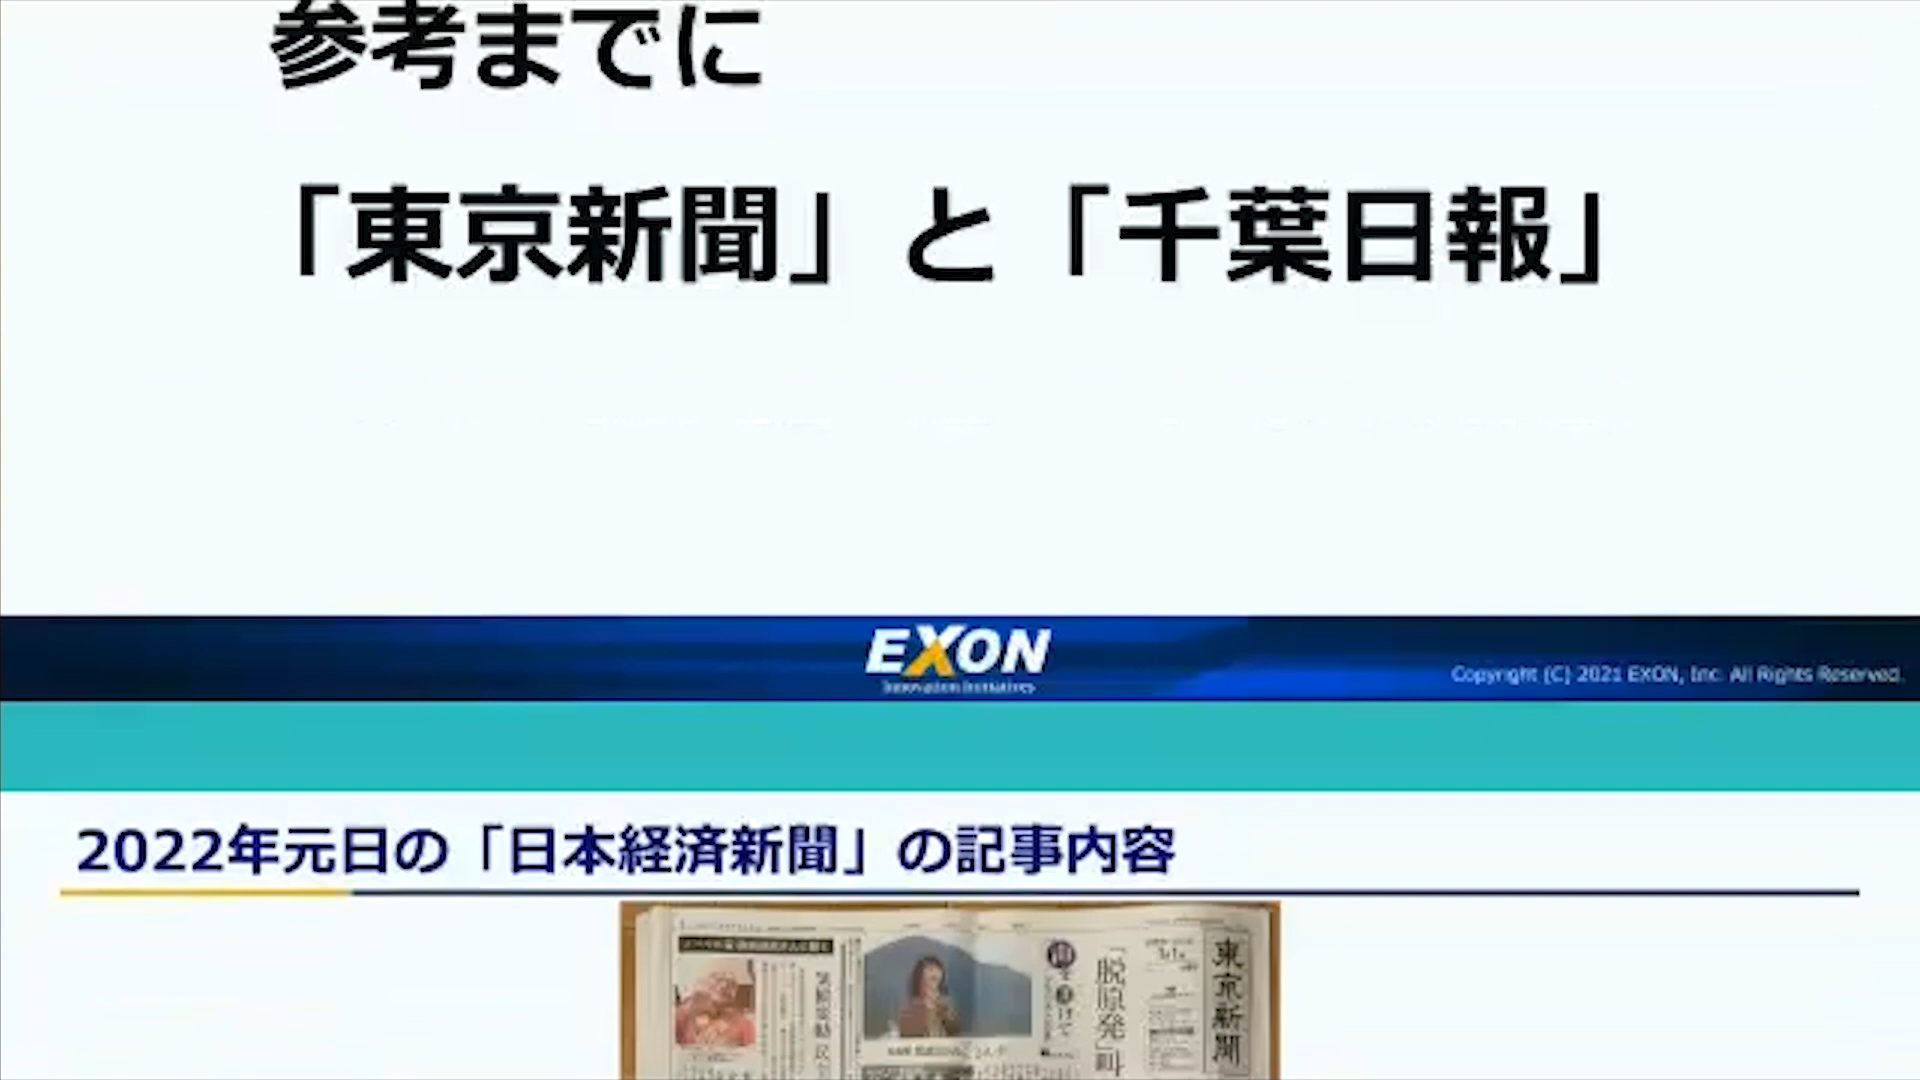 参考までに
「東京新聞」と「千葉日報」
EXON
Innovation Initiatives
Copyright (C) 2021 EXON, Inc. All Rights Reserved.
2022年元日の「日本経済新聞」の記事内容
東京新聞
「脱原発」叫
声